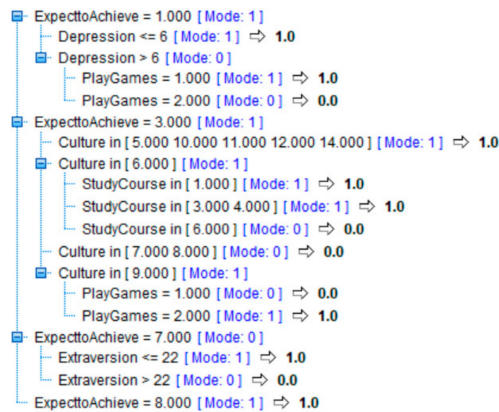 ExpecttoAchieve = 1.000 [ Mode: 1 ]
Depression <= 6 [ Mode: 1 ] ⇨ 1.0
Depression > 6 [ Mode: 0 ]
PlayGames = 1.000 [ Mode: 1 ] ⇨ 1.0
PlayGames = 2.000 [ Mode: 0 ] ⇨ 0.0
ExpecttoAchieve = 3.000 [ Mode: 1 ]
Culture in [ 5.000 10.000 11.000 12.000 14.000 ] [ Mode: 1 ] ⇨ 1.0
Culture in [ 6.000 ] [ Mode: 1 ]
StudyCourse in [ 1.000 ] [ Mode: 1 ] ⇨ 1.0
StudyCourse in [ 3.000 4.000 ] [ Mode: 1 ] ⇨ 1.0
StudyCourse in [ 6.000 ] [ Mode: 0 ] ⇨ 0.0
Culture in [ 7.000 8.000 ] [ Mode: 0 ] ⇨ 0.0
Culture in [ 9.000 ] [ Mode: 1 ]
PlayGames = 1.000 [ Mode: 0 ] ⇨ 0.0
PlayGames = 2.000 [ Mode: 1 ] ⇨ 1.0
ExpecttoAchieve = 7.000 [ Mode: 0 ]
Extraversion <= 22 [ Mode: 1 ] ⇨ 1.0
Extraversion > 22 [ Mode: 0 ] ⇨ 0.0
ExpecttoAchieve = 8.000 [ Mode: 1 ] ⇨ 1.0